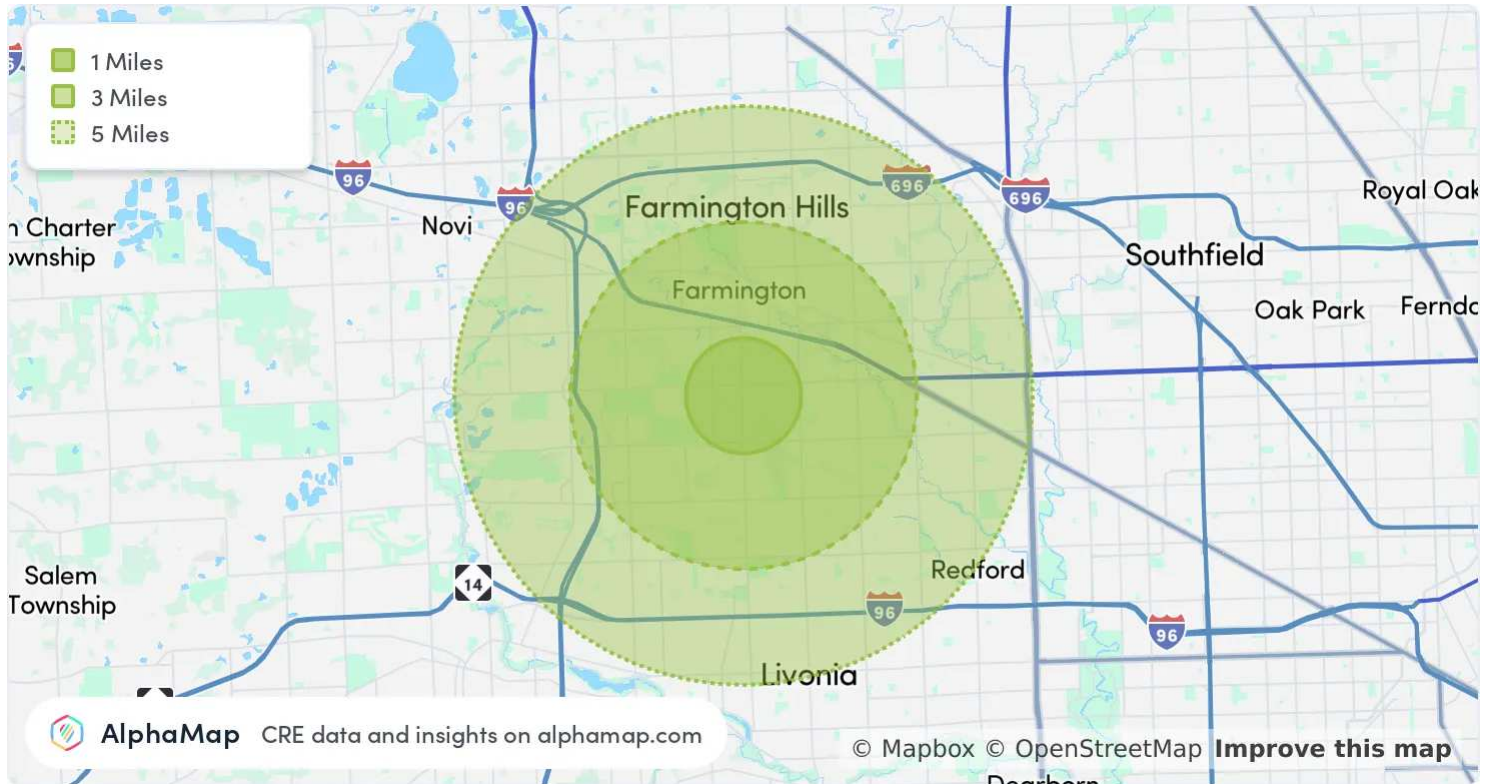 1 Miles
3 Miles
5 Miles
96
96
696
696
Royal Oak
Farmington Hills
Novi
n Charter
ownship
Southfield
Farmington
Oak Park
Fernda
Redford
Salem
Township
14
96
96
Livonia
AlphaMap CRE data and insights on alphamap.com
© Mapbox © OpenStreetMap Improve this map
Dearborn